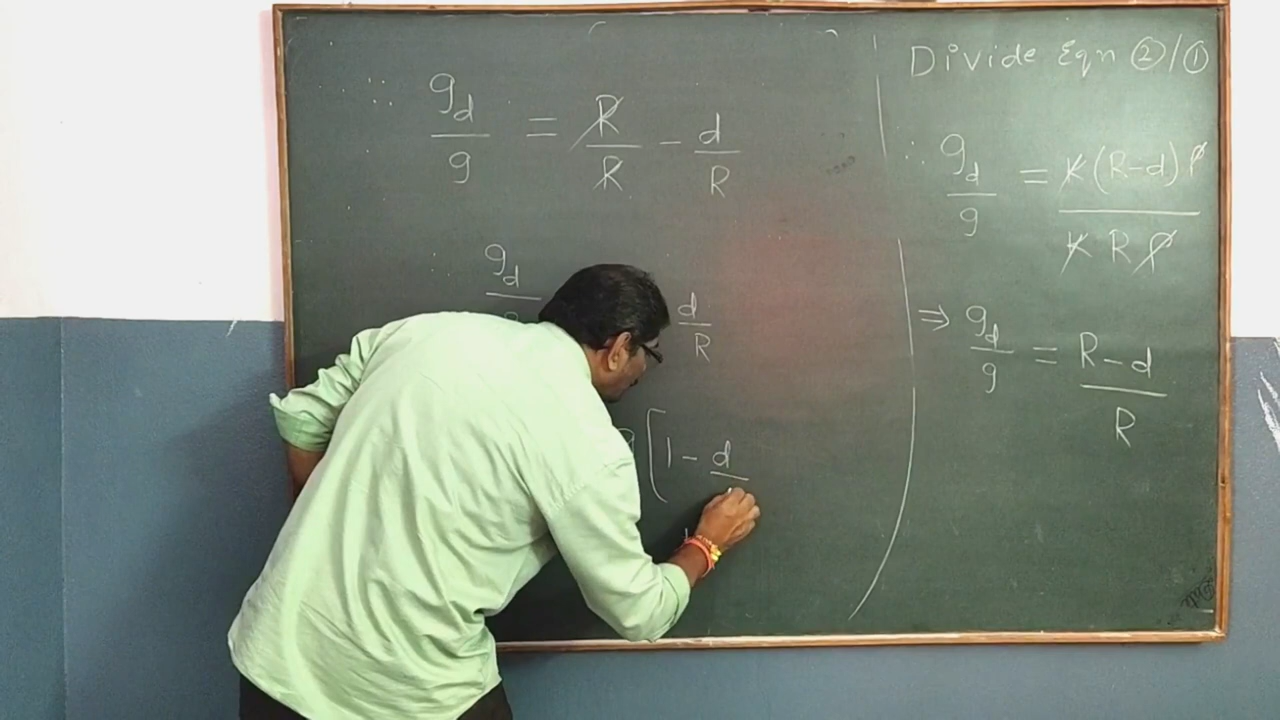 ∴ g_d / g = R / R - d / R
g_d
d / R
g [ 1 - d
Divide Eqn ②/①
∴ g_d / g = K (R-d) ρ / K R ρ
⇒ g_d / g = R - d / R